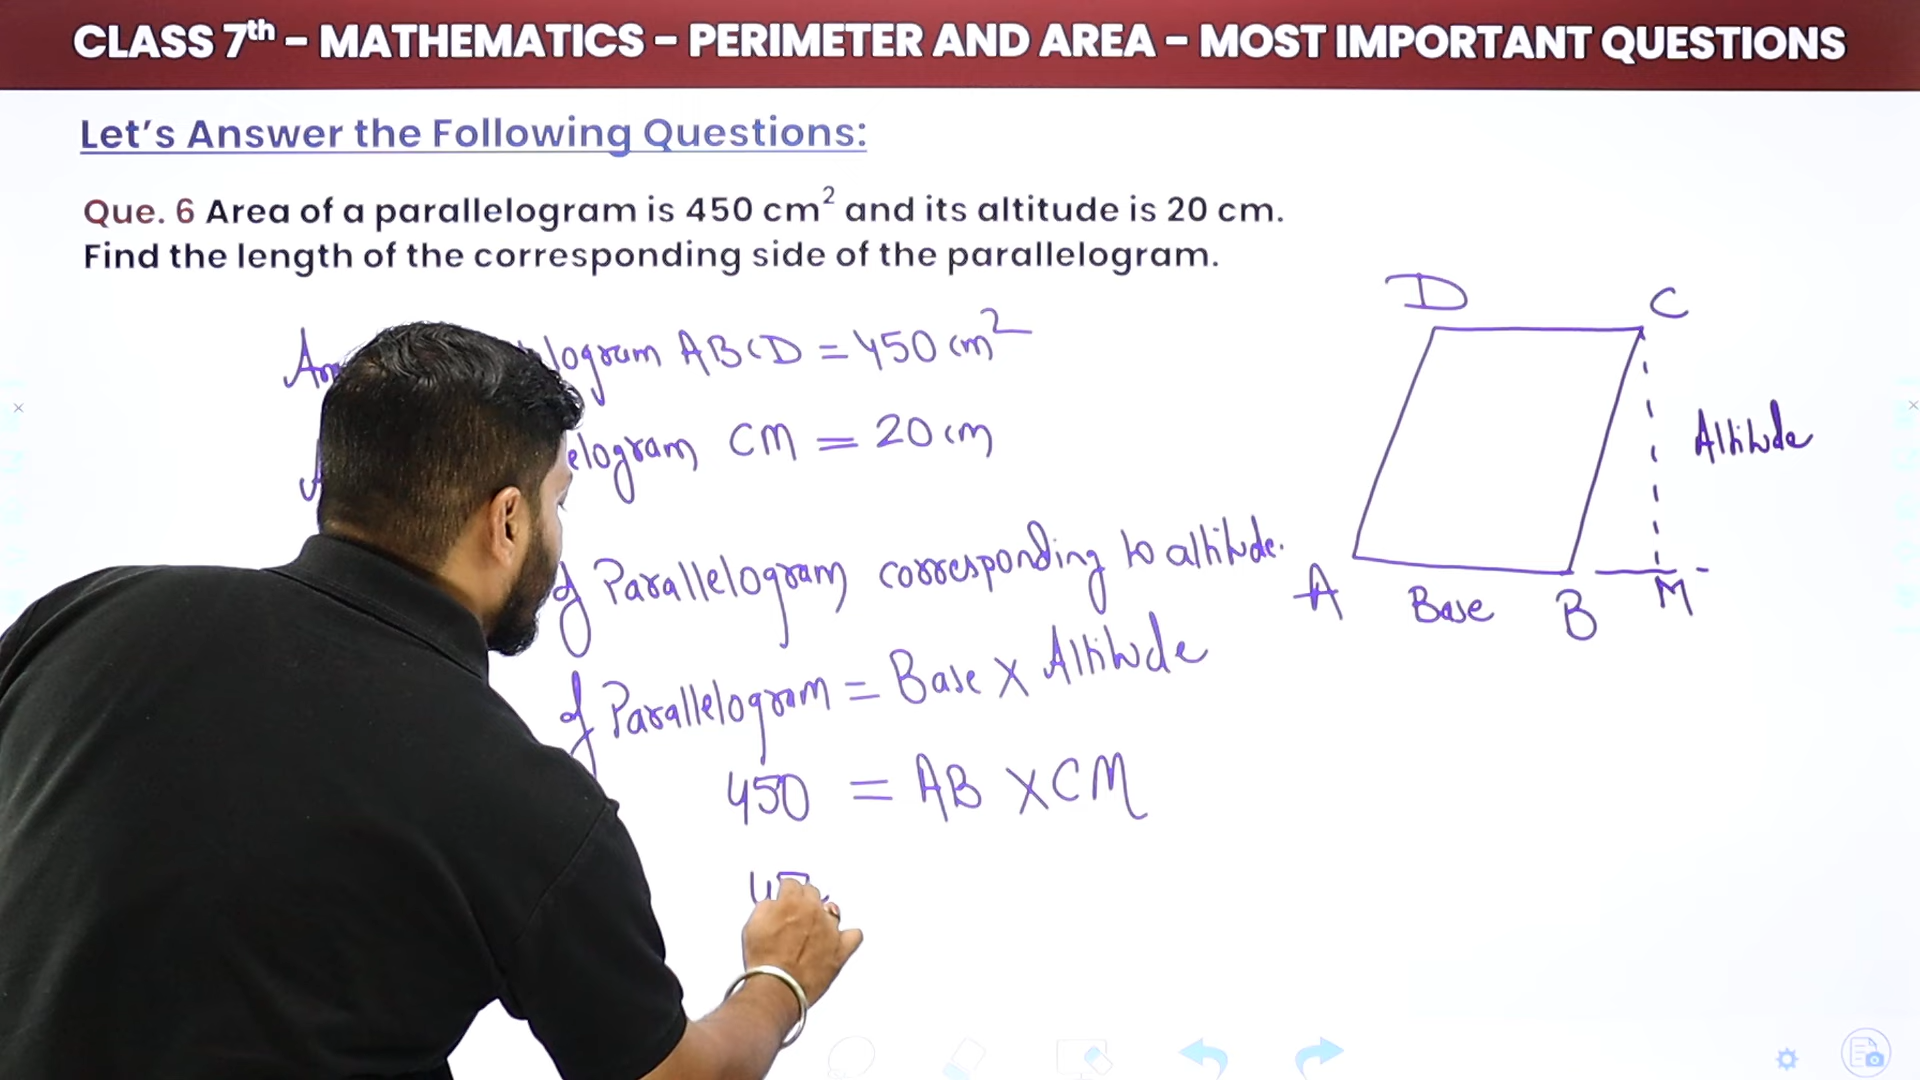 CLASS 7th - MATHEMATICS - PERIMETER AND AREA - MOST IMPORTANT QUESTIONS
Let's Answer the Following Questions:
Que. 6 Area of a parallelogram is 450 cm² and its altitude is 20 cm.
Find the length of the corresponding side of the parallelogram.
ABCD = 450 cm²
CM = 20 cm
of Parallelogram corresponding to altitude.
of Parallelogram = Base X Altitude
450 = AB X CM
D C
Altitude
A Base B M